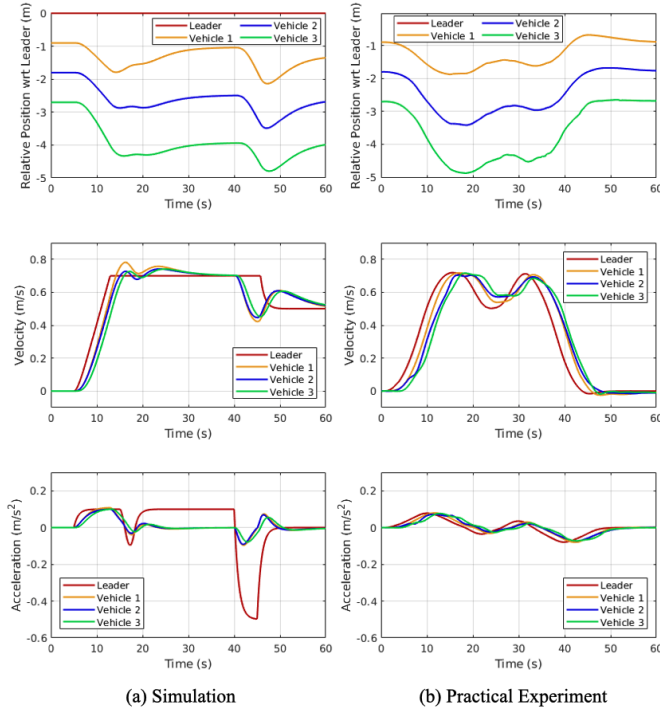 Relative Position wrt Leader (m)
0
-1
-2
-3
-4
-5
Leader
Vehicle 1
Vehicle 2
Vehicle 3
0 10 20 30 40 50 60
Time (s)
Relative Position wrt Leader (m)
0
-1
-2
-3
-4
-5
Leader
Vehicle 1
Vehicle 2
Vehicle 3
0 10 20 30 40 50 60
Time (s)
Velocity (m/s)
0.8
0.6
0.4
0.2
0
Leader
Vehicle 1
Vehicle 2
Vehicle 3
0 10 20 30 40 50 60
Time (s)
Velocity (m/s)
0.8
0.6
0.4
0.2
0
Leader
Vehicle 1
Vehicle 2
Vehicle 3
0 10 20 30 40 50 60
Time (s)
Acceleration (m/s²)
0.2
0
-0.2
-0.4
-0.6
Leader
Vehicle 1
Vehicle 2
Vehicle 3
0 10 20 30 40 50 60
Time (s)
Acceleration (m/s²)
0.2
0
-0.2
-0.4
-0.6
Leader
Vehicle 1
Vehicle 2
Vehicle 3
0 10 20 30 40 50 60
Time (s)
(a) Simulation
(b) Practical Experiment